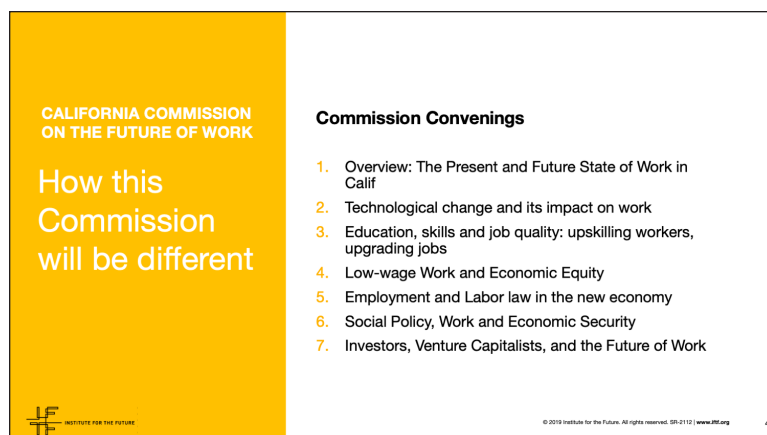 CALIFORNIA COMMISSION
ON THE FUTURE OF WORK
How this
Commission
will be different
Commission Convenings
1. Overview: The Present and Future State of Work in
Calif
2. Technological change and its impact on work
3. Education, skills and job quality: upskilling workers,
upgrading jobs
4. Low-wage Work and Economic Equity
5. Employment and Labor law in the new economy
6. Social Policy, Work and Economic Security
7. Investors, Venture Capitalists, and the Future of Work
INSTITUTE FOR THE FUTURE
© 2019 Institute for the Future. All rights reserved. SR-2112 | www.iftf.org